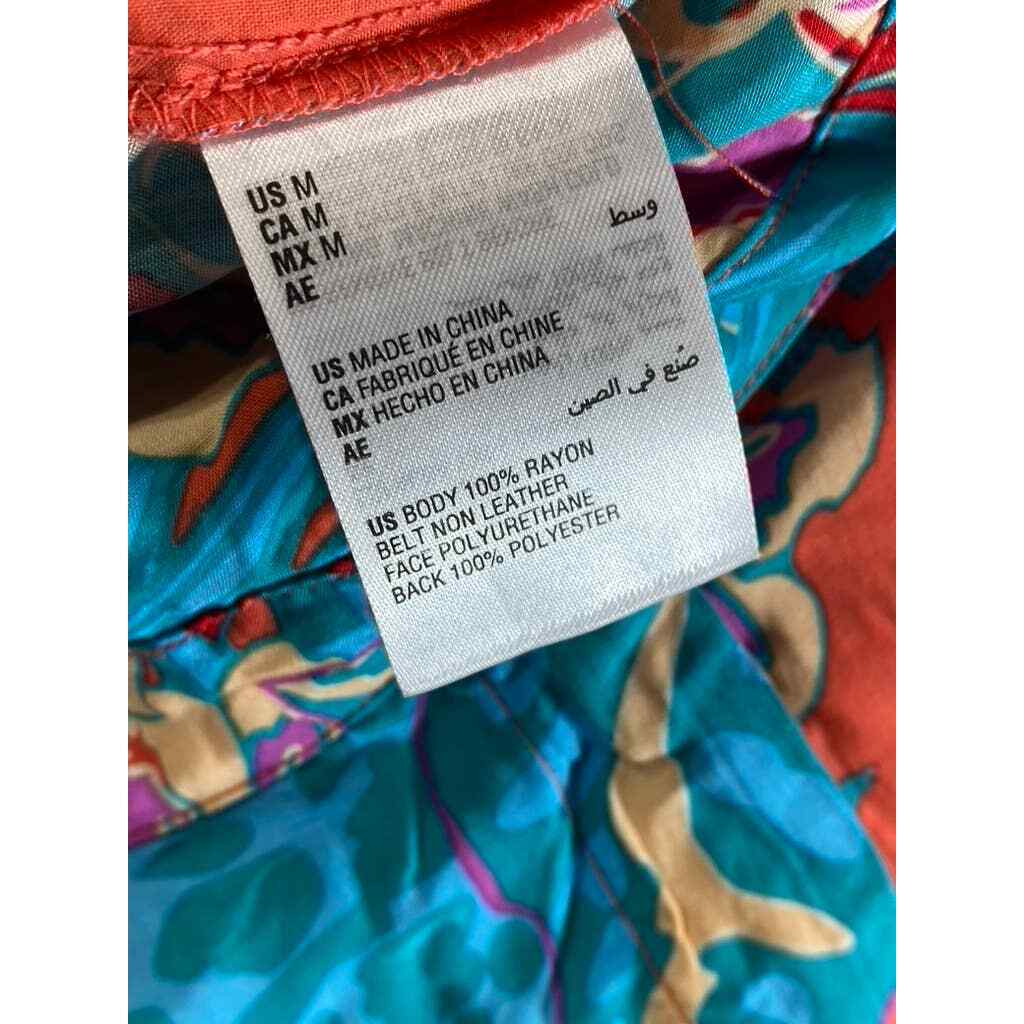 US M
CA M
MX M
AE وسط
US MADE IN CHINA
CA FABRIQUÉ EN CHINE
MX HECHO EN CHINA
AE صُنع في الصين
US BODY 100% RAYON
BELT NON LEATHER
FACE POLYURETHANE
BACK 100% POLYESTER